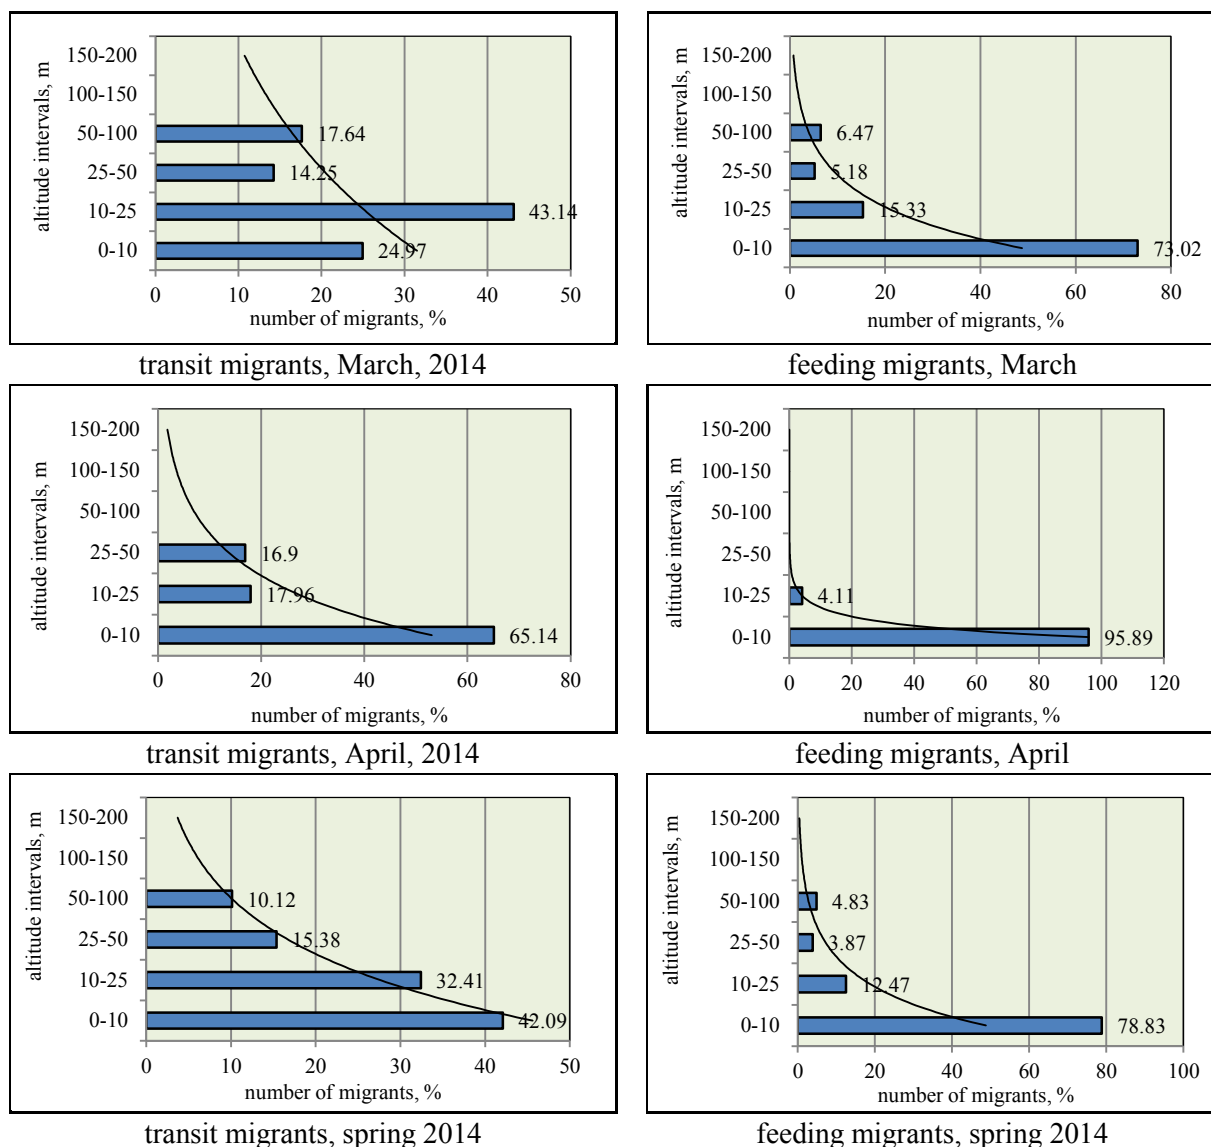 altitude intervals, m
150-200
100-150
50-100
25-50
10-25
0-10
17.64
14.25
43.14
24.97
0 10 20 30 40 50
number of migrants, %
transit migrants, March, 2014
altitude intervals, m
150-200
100-150
50-100
25-50
10-25
0-10
6.47
5.18
15.33
73.02
0 20 40 60 80
number of migrants, %
feeding migrants, March
altitude intervals, m
150-200
100-150
50-100
25-50
10-25
0-10
16.9
17.96
65.14
0 20 40 60 80
number of migrants, %
transit migrants, April, 2014
altitude intervals, m
150-200
100-150
50-100
25-50
10-25
0-10
4.11
95.89
0 20 40 60 80 100 120
number of migrants, %
feeding migrants, April
altitude intervals, m
150-200
100-150
50-100
25-50
10-25
0-10
10.12
15.38
32.41
42.09
0 10 20 30 40 50
number of migrants, %
transit migrants, spring 2014
altitude intervals, m
150-200
100-150
50-100
25-50
10-25
0-10
4.83
3.87
12.47
78.83
0 20 40 60 80 100
number of migrants, %
feeding migrants, spring 2014